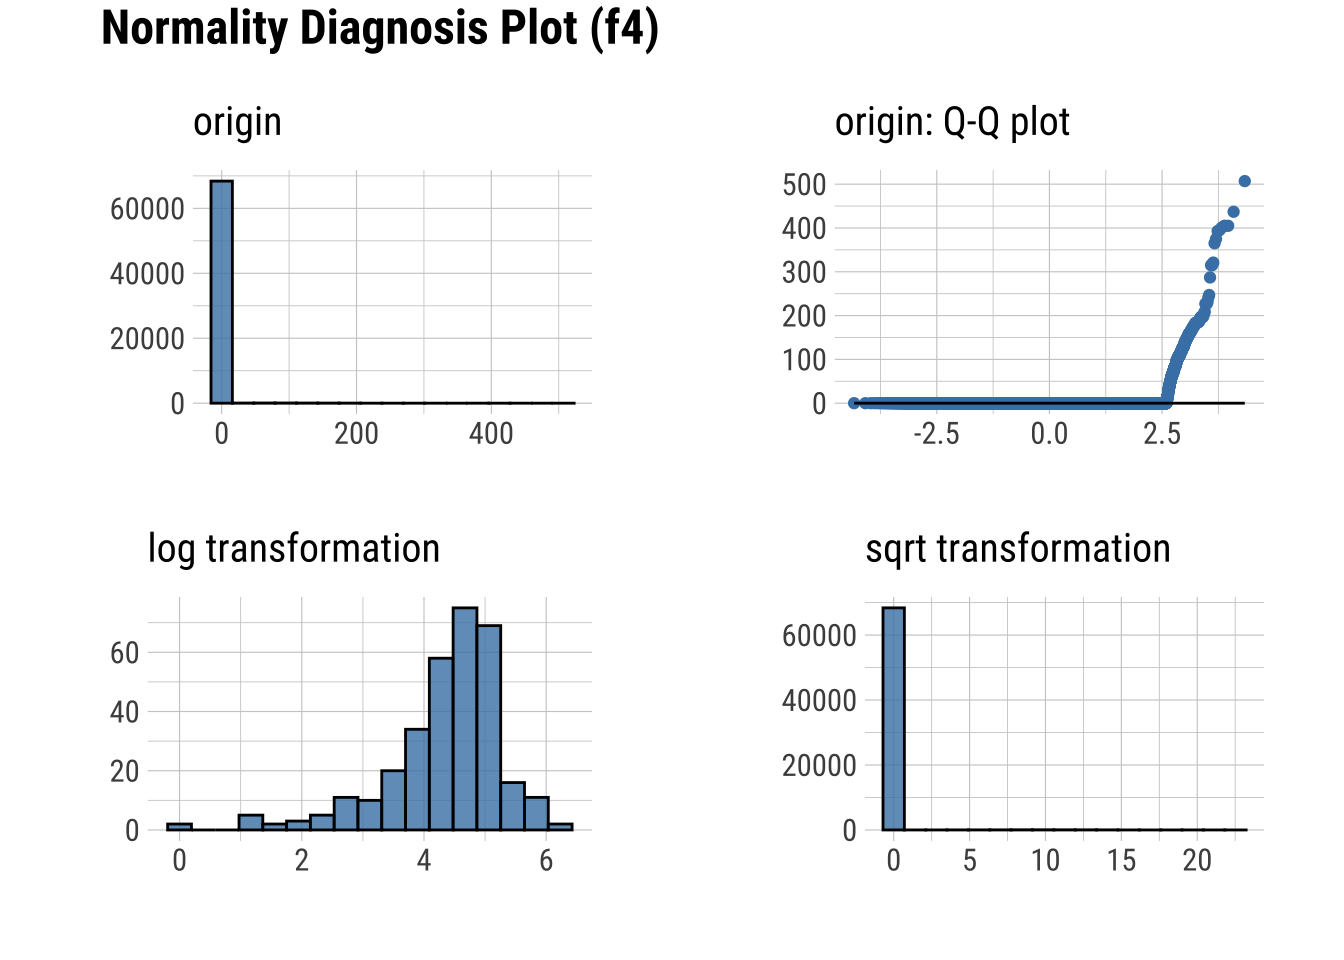 Normality Diagnosis Plot (f4)
origin
60000
40000
20000
0
0 200 400
origin: Q-Q plot
500
400
300
200
100
0
-2.5 0.0 2.5
log transformation
60
40
20
0
0 2 4 6
sqrt transformation
60000
40000
20000
0
0 5 10 15 20